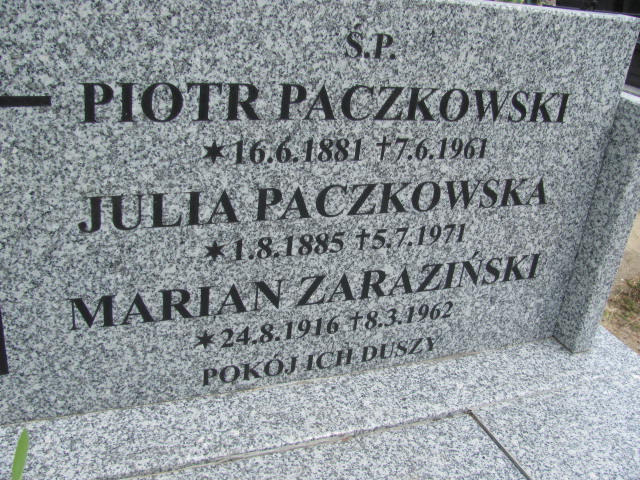 Ś.P.
PIOTR PACZKOWSKI
★16.6.1881 †7.6.1961
JULIA PACZKOWSKA
★1.8.1885 †5.7.1971
MARIAN ZARAZIŃSKI
★24.8.1916 †8.3.1962
POKÓJ ICH DUSZY